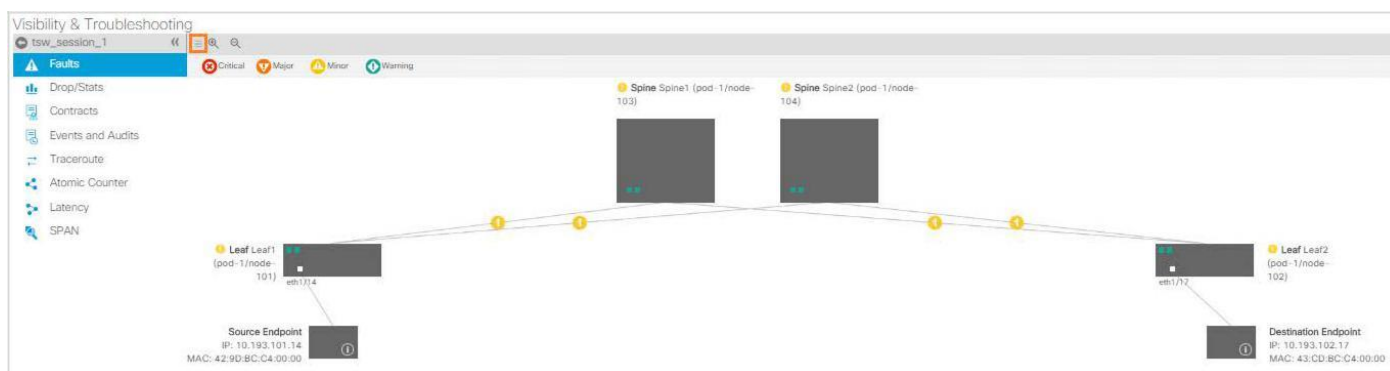 Visibility & Troubleshooting
tsw_session_1
Faults
Drop/Stats
Contracts
Events and Audits
Traceroute
Atomic Counter
Latency
SPAN
Critical Major Minor Warning
Spine Spine1 (pod-1/node-
103)
Spine Spine2 (pod-1/node-
104)
Leaf Leaf1
(pod-1/node-
101)
eth1/14
Leaf Leaf2
(pod-1/node-
102)
eth1/17
Source Endpoint
IP: 10.193.101.14
MAC: 42:9D:BC:C4:00:00
Destination Endpoint
IP: 10.193.102.17
MAC: 43:CD:BC:C4:00:00